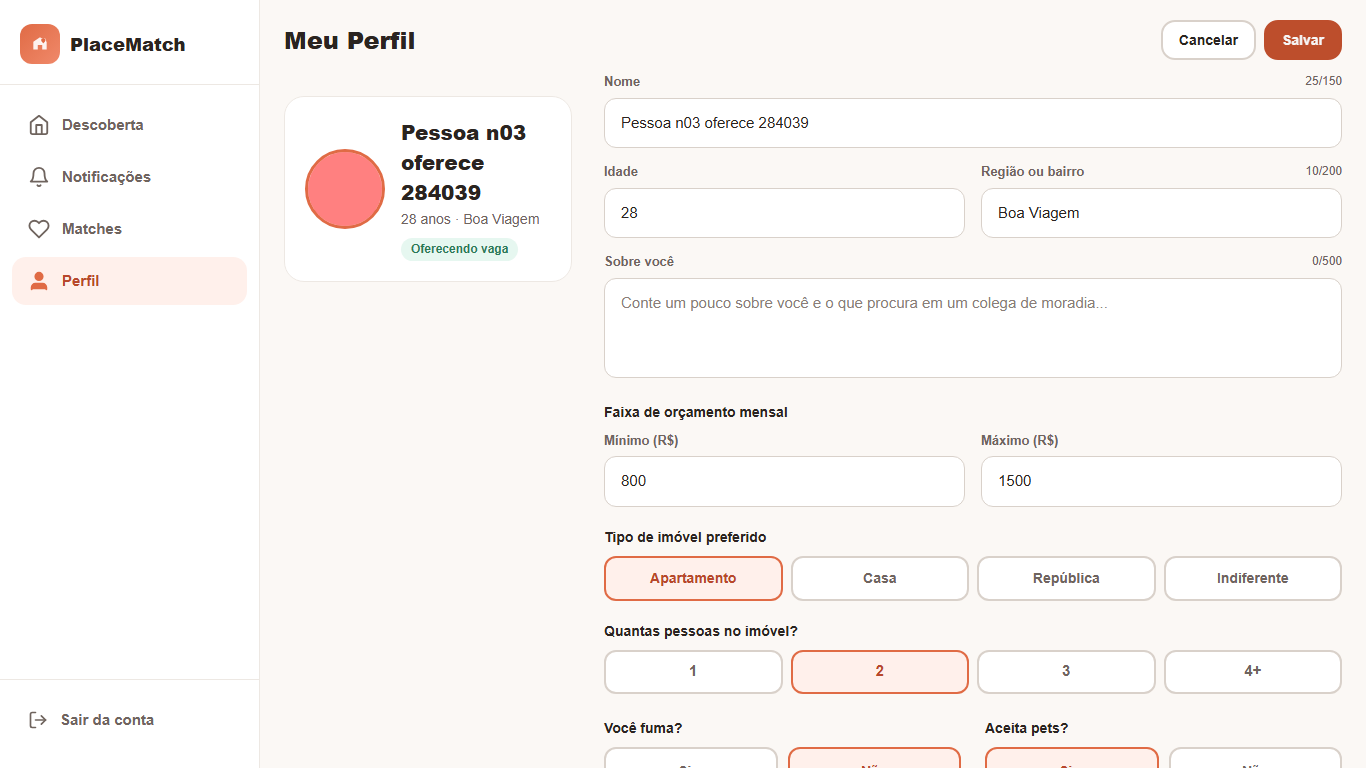 PlaceMatch
Descoberta
Notificações
Matches
Perfil
Sair da conta
Meu Perfil
Cancelar
Salvar
Pessoa n03
oferece
284039
28 anos · Boa Viagem
Oferecendo vaga
Nome
25/150
Pessoa n03 oferece 284039
Idade
28
Região ou bairro
10/200
Boa Viagem
Sobre você
0/500
Conte um pouco sobre você e o que procura em um colega de moradia...
Faixa de orçamento mensal
Mínimo (R$)
800
Máximo (R$)
1500
Tipo de imóvel preferido
Apartamento
Casa
República
Indiferente
Quantas pessoas no imóvel?
1
2
3
4+
Você fuma?
Aceita pets?